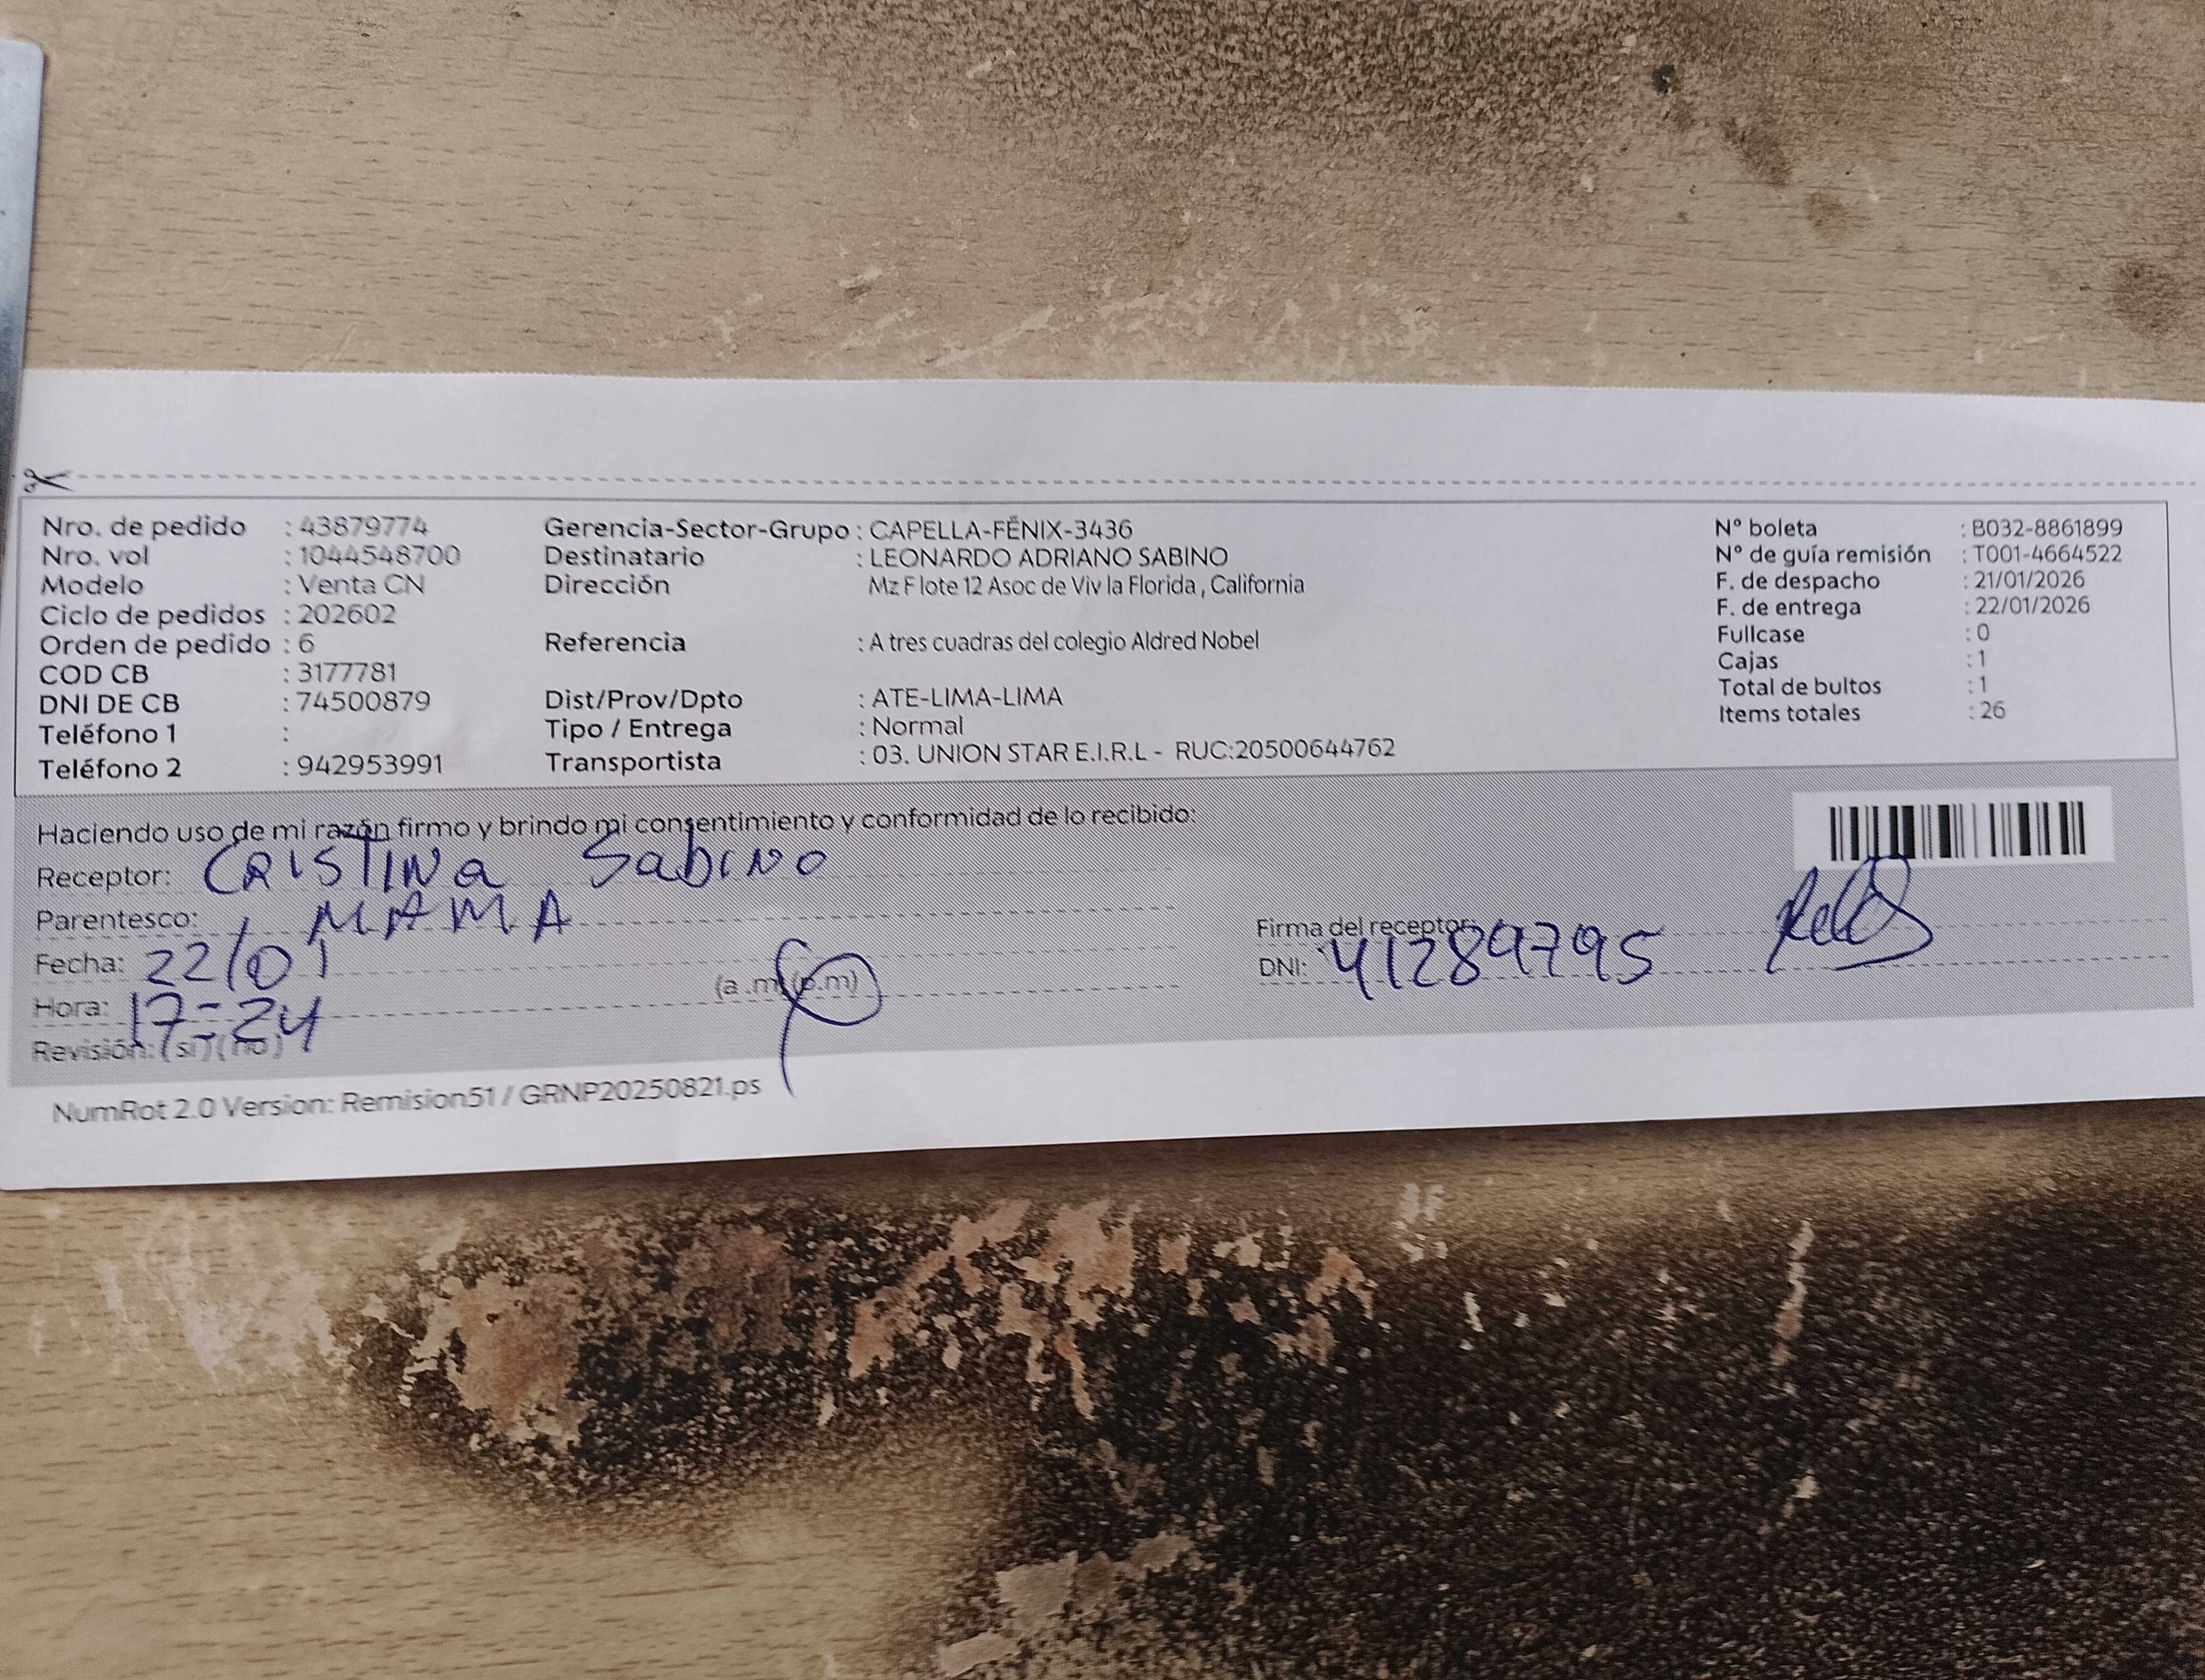 Nro. de pedido : 43879774 Gerencia-Sector-Grupo : CAPELLA-FÉNIX-3436 N° boleta : B032-8861899
Nro. vol : 1044548700 Destinatario : LEONARDO ADRIANO SABINO N° de guía remisión : T001-4664522
Modelo : Venta CN Dirección Mz F lote 12 Asoc de Viv la Florida , California F. de despacho : 21/01/2026
Ciclo de pedidos : 202602 F. de entrega : 22/01/2026
Orden de pedido : 6 Referencia : A tres cuadras del colegio Aldred Nobel Fullcase : 0
COD CB : 3177781 Cajas : 1
DNI DE CB : 74500879 Dist/Prov/Dpto : ATE-LIMA-LIMA Total de bultos : 1
Teléfono 1 : Tipo / Entrega : Normal Items totales : 26
Teléfono 2 : 942953991 Transportista : 03. UNION STAR E.I.R.L - RUC:20500644762
Haciendo uso de mi razón firmo y brindo mi consentimiento y conformidad de lo recibido:
Receptor: CRISTINa Sabino
Parentesco: MAMA Firma del receptor:
Fecha: 22/01 (a .m) (p.m) DNI: 41289795
Hora: 17:24
Revisión: (si) (no)
NumRot 2.0 Version: Remision51 / GRNP20250821.ps